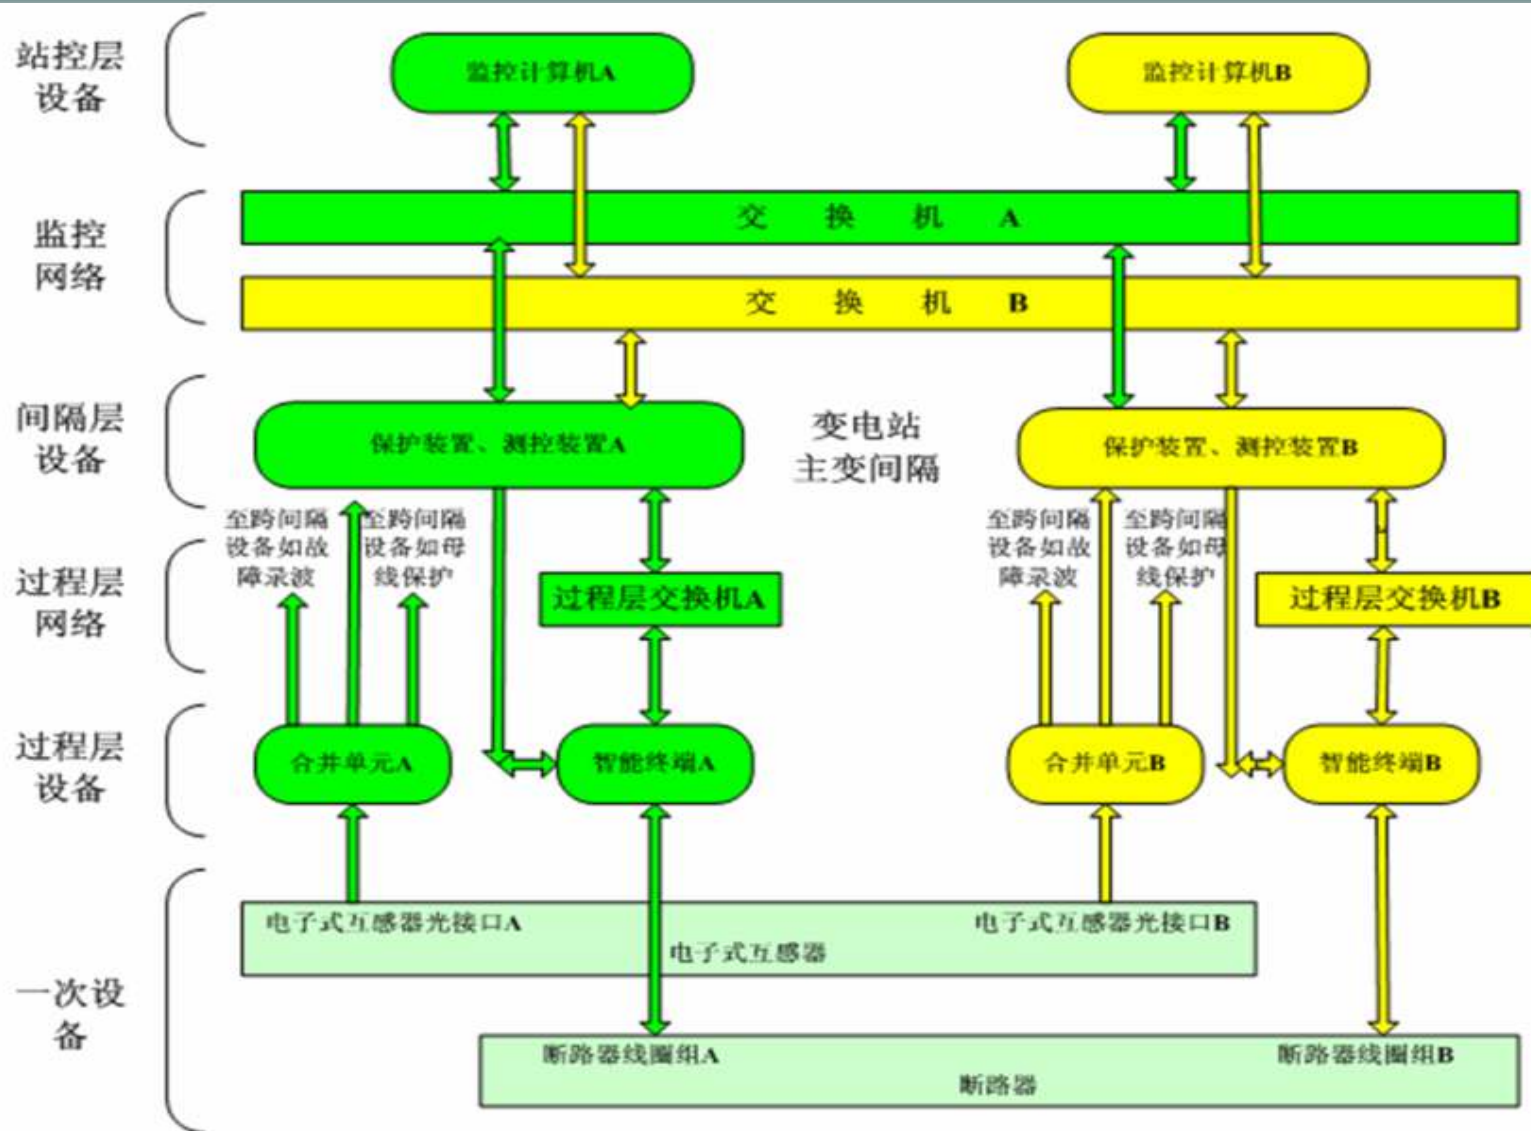 站控层
设备
监控计算机A
监控计算机B
监控
网络
交 换 机 A
交 换 机 B
间隔层
设备
保护装置、测控装置A
变电站
主变间隔
保护装置、测控装置B
至跨间隔
设备如故
障录波
至跨间隔
设备如母
线保护
至跨间隔
设备如故
障录波
至跨间隔
设备如母
线保护
过程层
网络
过程层交换机A
过程层交换机B
过程层
设备
合并单元A
智能终端A
合并单元B
智能终端B
一次设
备
电子式互感器光接口A
电子式互感器光接口B
电子式互感器
断路器线圈组A
断路器线圈组B
断路器